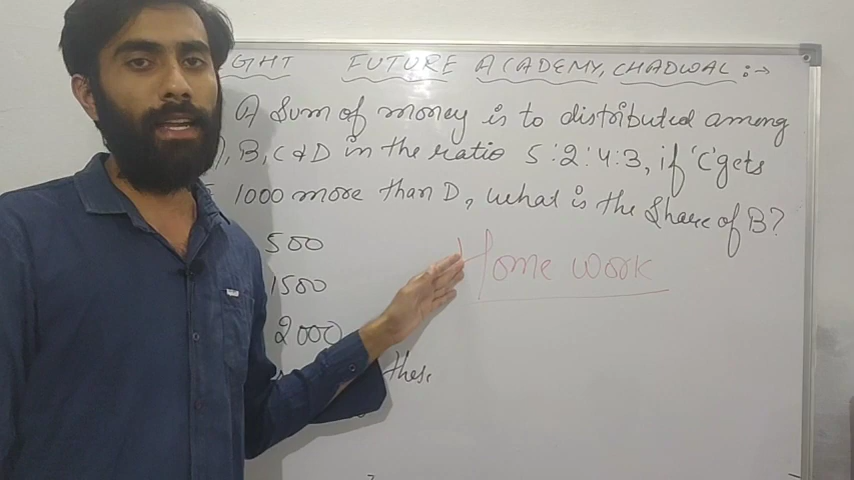 GHT FUTURE ACADEMY, CHADWAL :→
A Sum of money is to distributed among
, B, C & D in the ratio 5:2:4:3, if 'C' gets
1000 more than D, what is the Share of B?
500
Home work
1500
2000
these